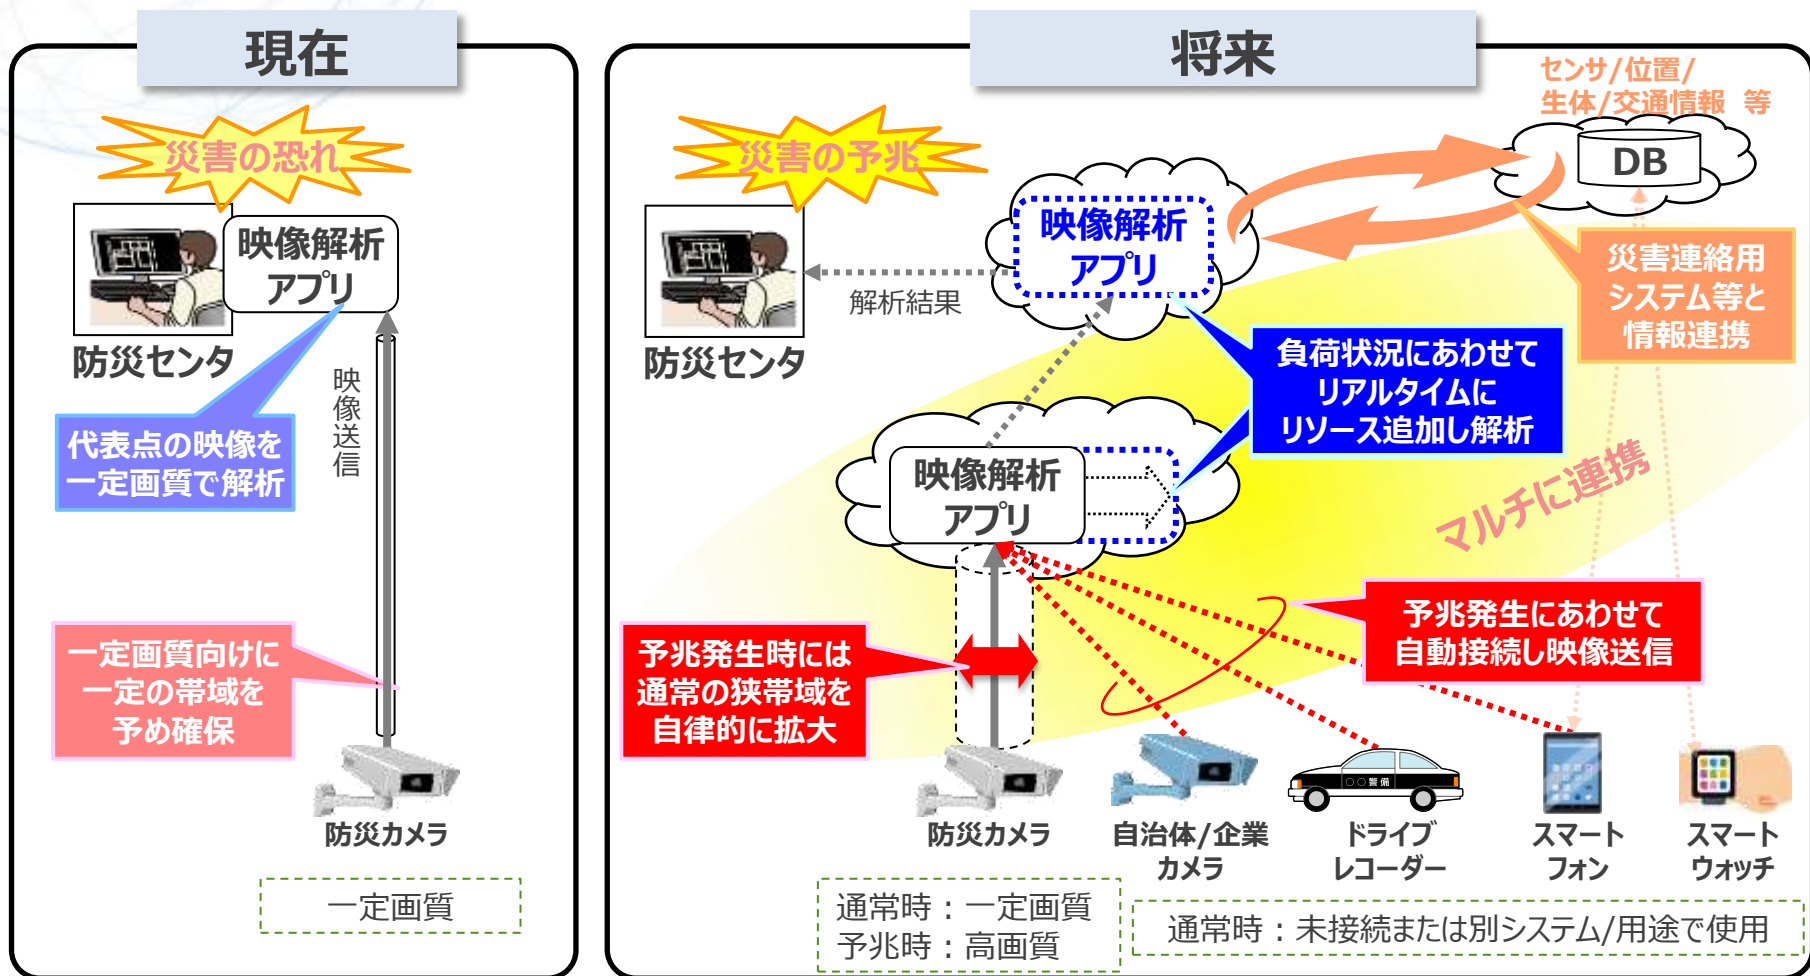 現在
災害の恐れ
映像解析
アプリ
防災センタ
映像送信
代表点の映像を
一定画質で解析
一定画質向けに
一定の帯域を
予め確保
防災カメラ
一定画質
将来
センサ/位置/
生体/交通情報 等
DB
災害の予兆
映像解析
アプリ
解析結果
防災センタ
災害連絡用
システム等と
情報連携
負荷状況にあわせて
リアルタイムに
リソース追加し解析
映像解析
アプリ
マルチに連携
予兆発生時には
通常の狭帯域を
自律的に拡大
予兆発生にあわせて
自動接続し映像送信
○○警備
防災カメラ
自治体/企業
カメラ
ドライブ
レコーダー
スマート
フォン
スマート
ウォッチ
通常時：一定画質
予兆時：高画質
通常時：未接続または別システム/用途で使用